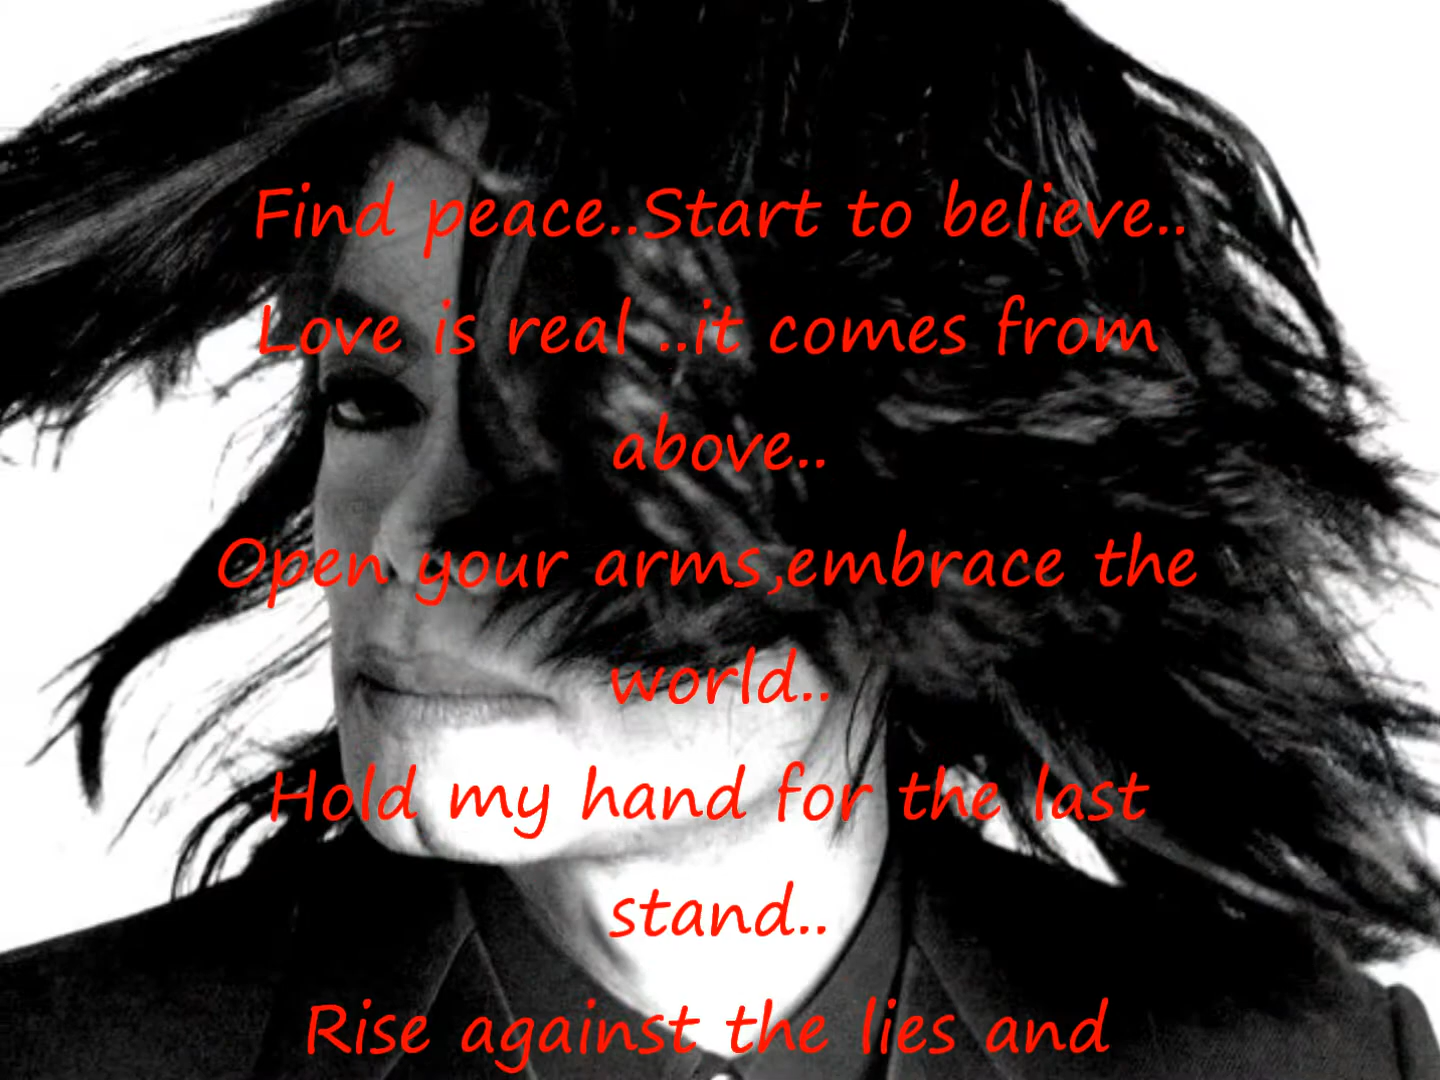 Find peace..Start to believe..
Love is real ..it comes from
above..
Open your arms,embrace the
world..
Hold my hand for the last
stand..
Rise against the lies and